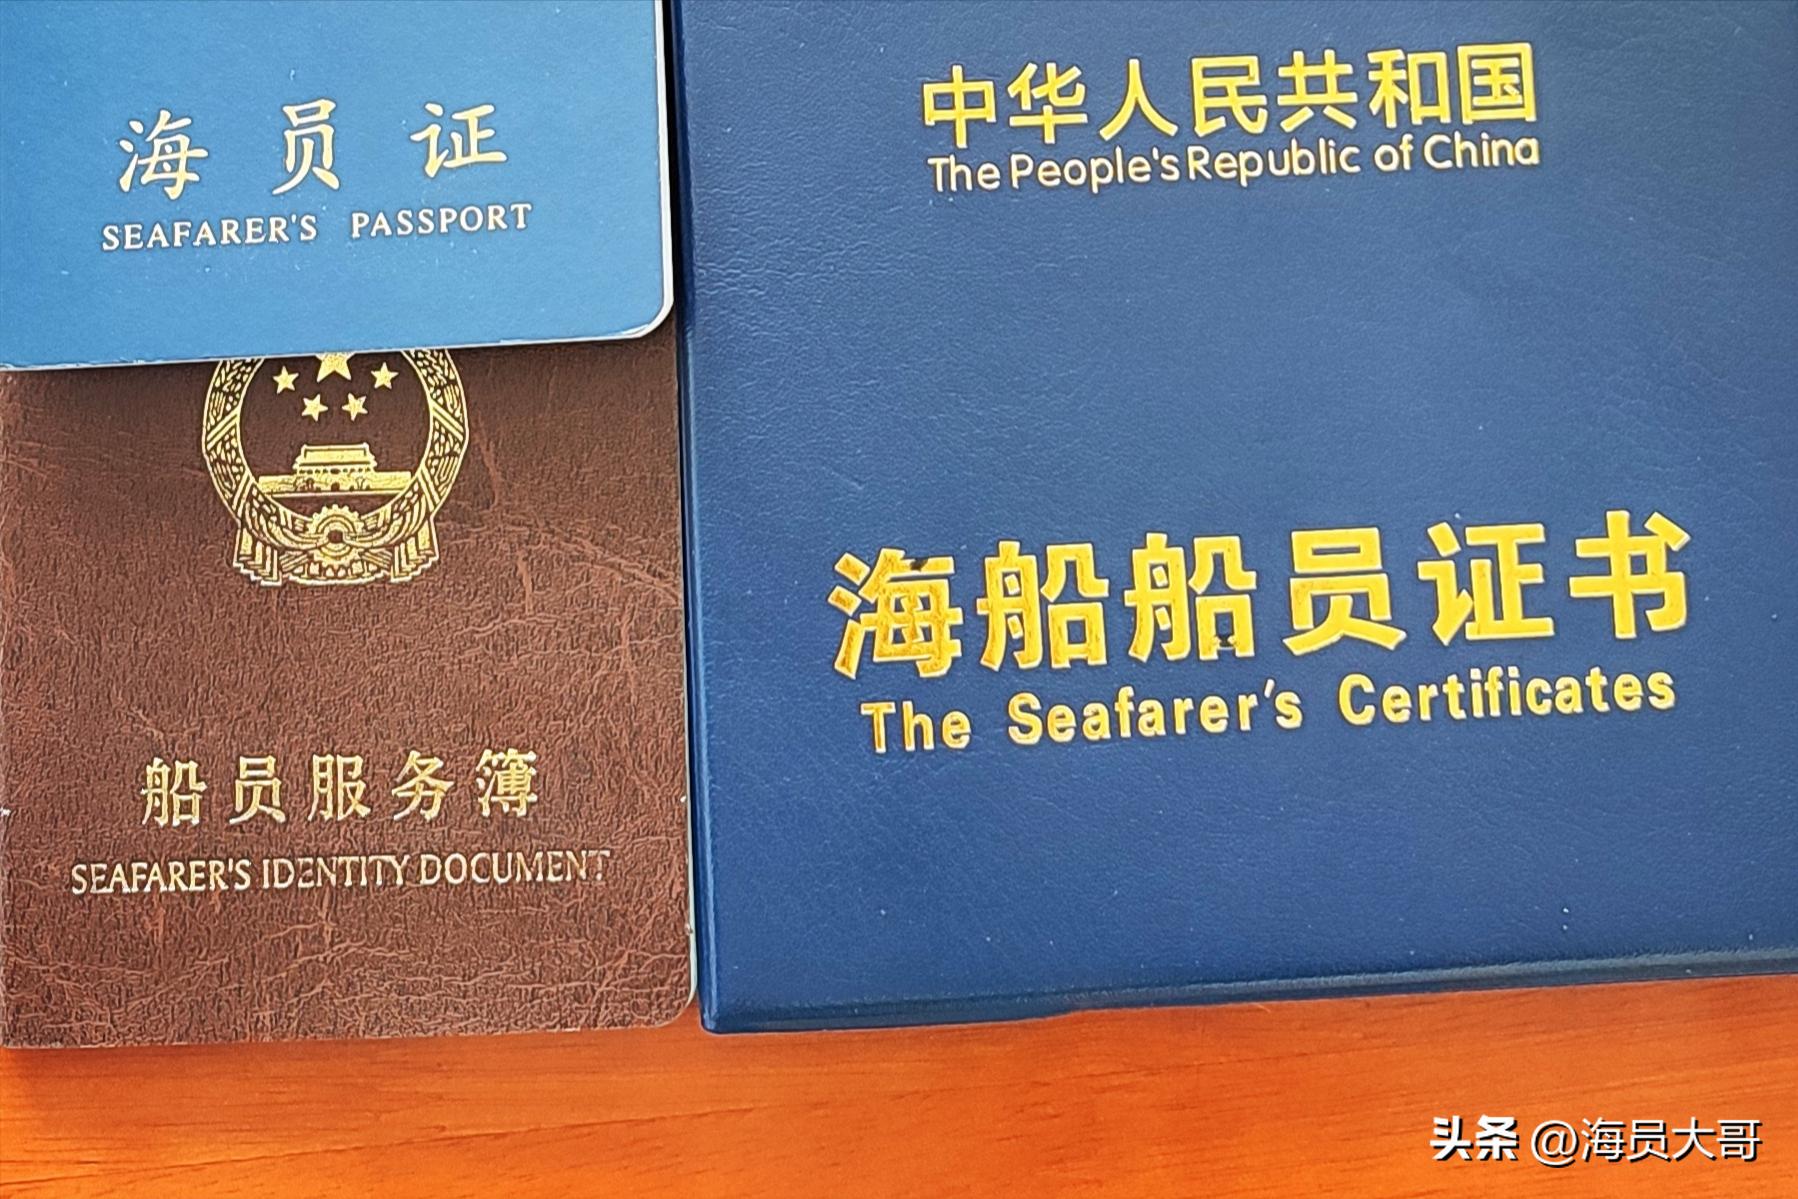 海员证
SEAFARER'S PASSPORT
船员服务簿
SEAFARER'S IDENTITY DOCUMENT
中华人民共和国
The People's Republic of China
海船船员证书
The Seafarer's Certificates
头条 @海员大哥